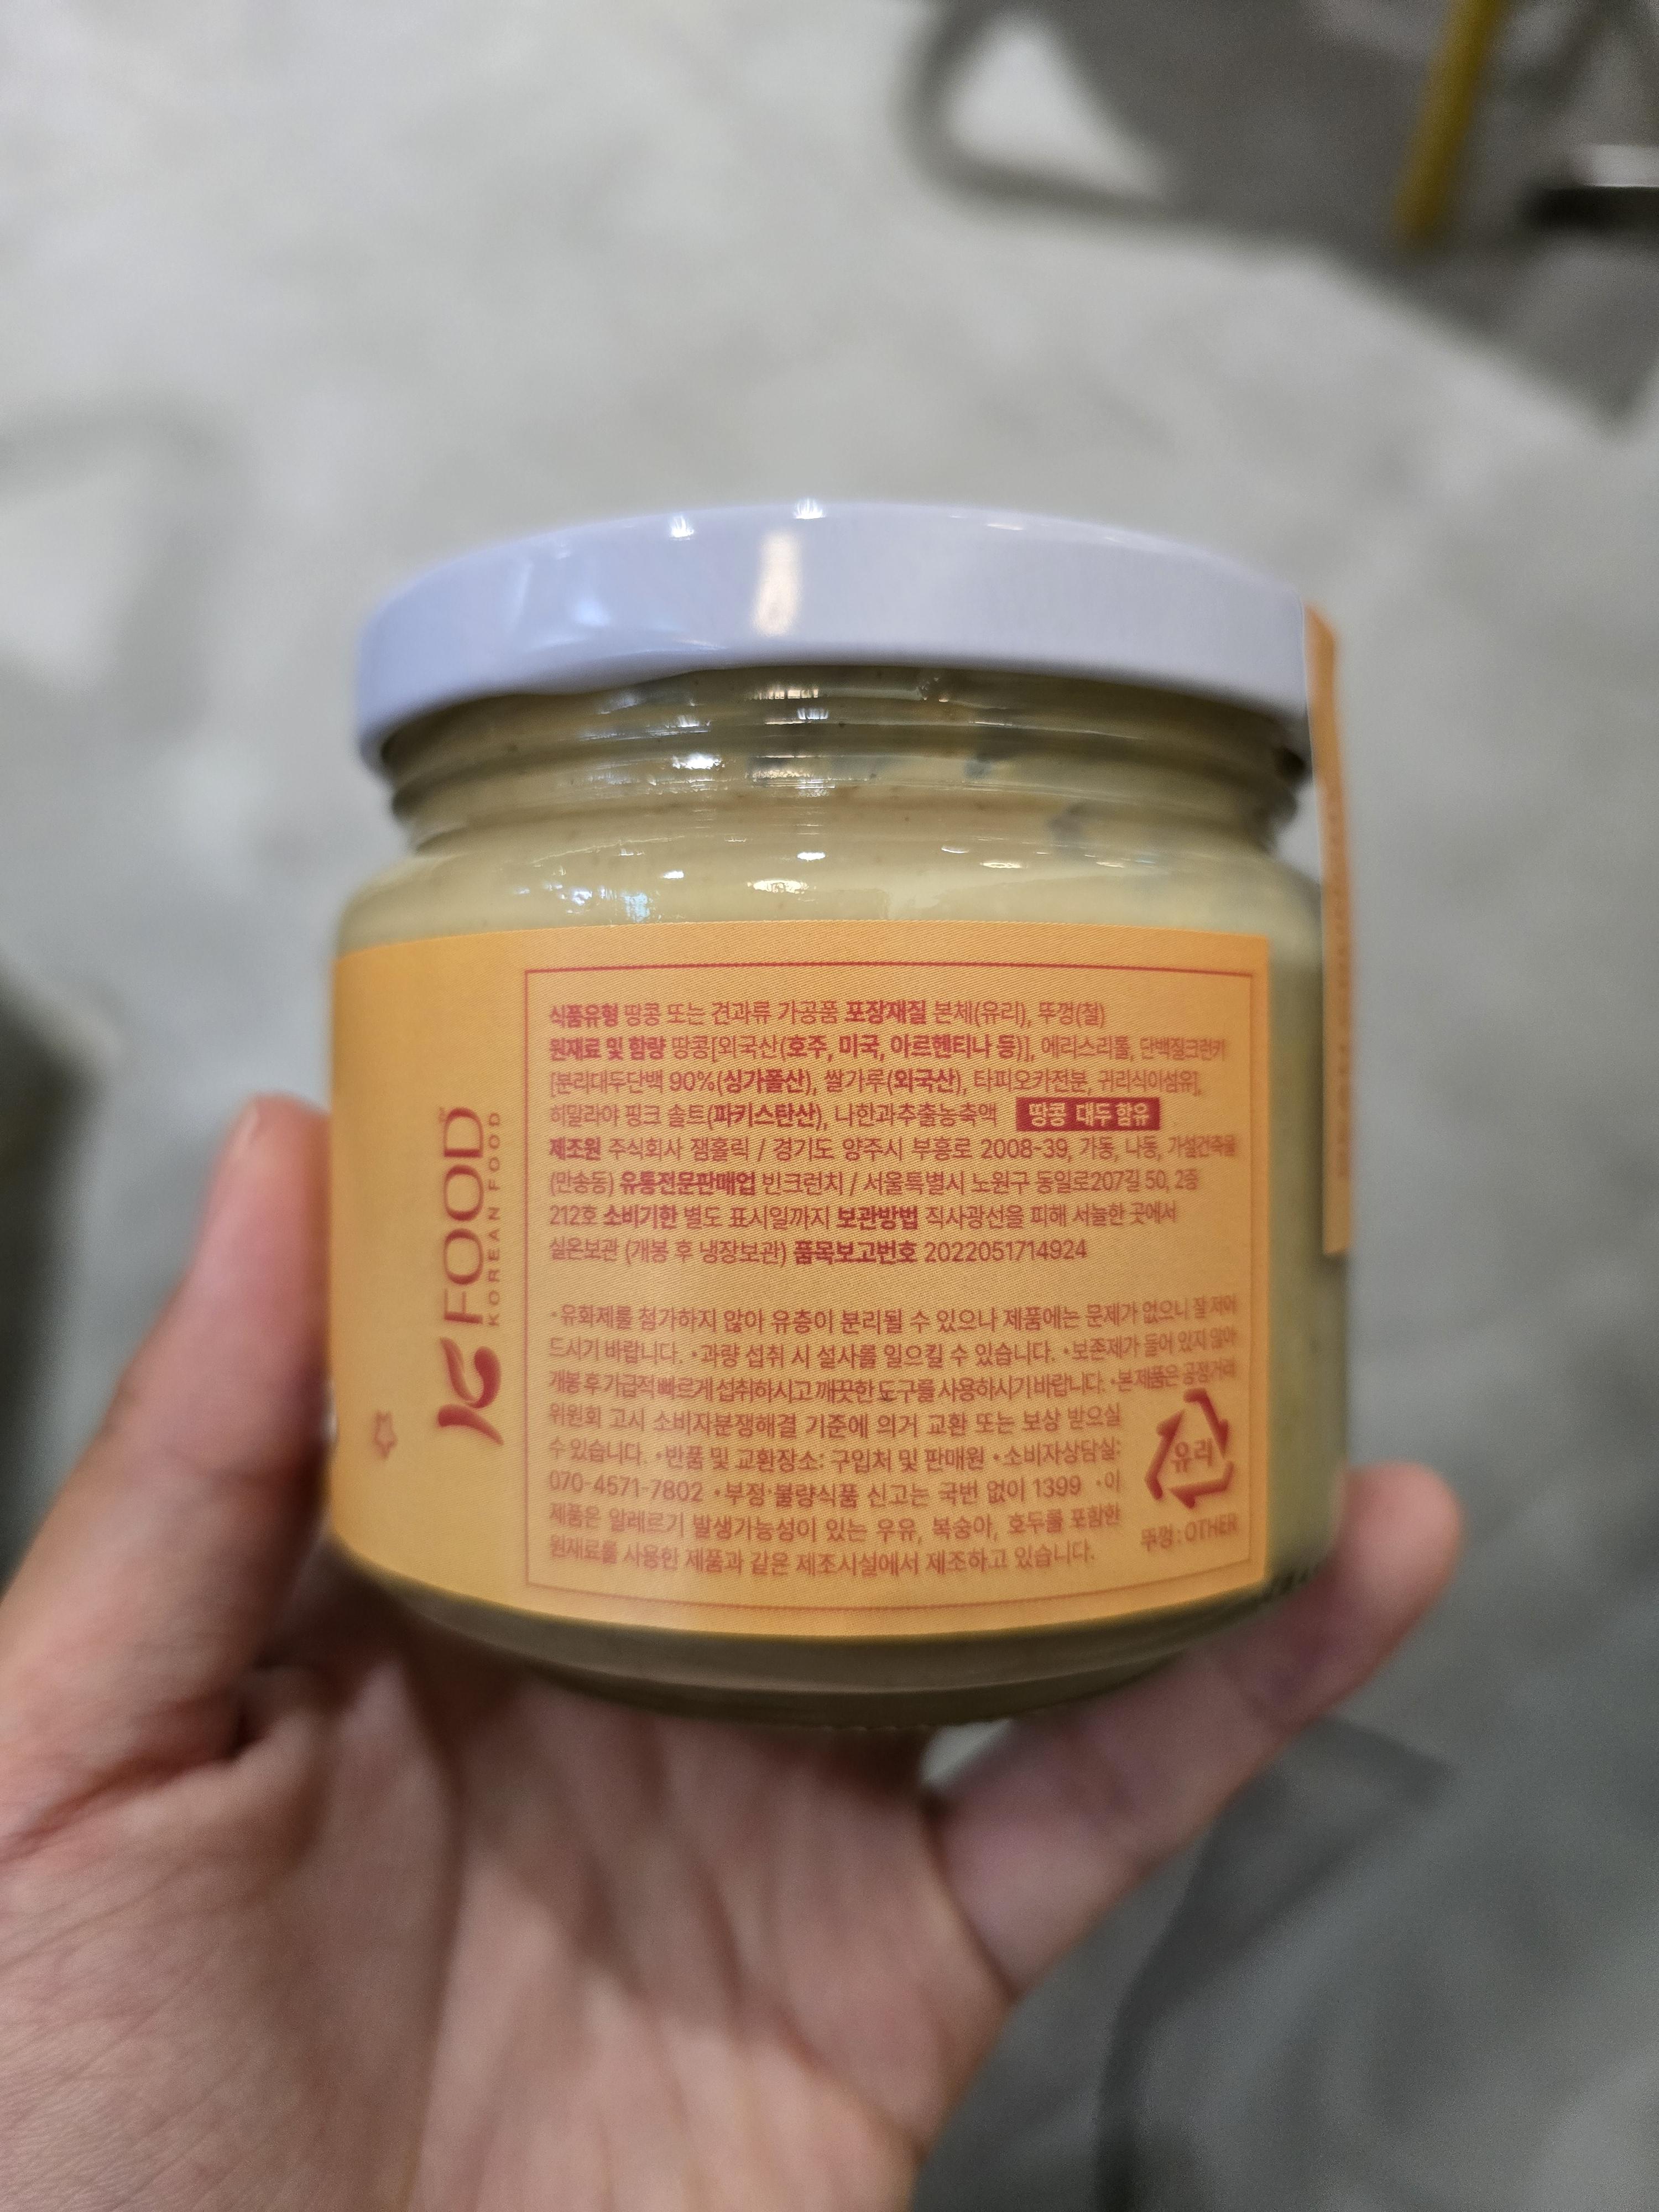 식품유형 땅콩 또는 견과류 가공품 포장재질 본체(유리), 뚜껑(철)
원재료 및 함량 땅콩[외국산(호주, 미국, 아르헨티나 등)], 에리스리톨, 단백질크런키
[분리대두단백 90%(싱가폴산), 쌀가루(외국산), 타피오카전분, 귀리식이섬유],
히말라야 핑크 솔트(파키스탄산), 나한과추출농축액 땅콩 대두 함유
제조원 주식회사 잼홀릭 / 경기도 양주시 부흥로 2008-39, 가동, 나동, 가설건축물
(만송동) 유통전문판매업 빈크런치 / 서울특별시 노원구 동일로207길 50, 2층
212호 소비기한 별도 표시일까지 보관방법 직사광선을 피해 서늘한 곳에서
실온보관 (개봉 후 냉장보관) 품목보고번호 2022051714924
•유화제를 첨가하지 않아 유층이 분리될 수 있으나 제품에는 문제가 없으니 잘 저어
드시기 바랍니다. •과량 섭취 시 설사를 일으킬 수 있습니다. •보존제가 들어 있지 않아
개봉 후 가급적 빠르게 섭취하시고 깨끗한 도구를 사용하시기 바랍니다. •본 제품은 공정거래
위원회 고시 소비자분쟁해결 기준에 의거 교환 또는 보상 받으실
수 있습니다. •반품 및 교환장소: 구입처 및 판매원 •소비자상담실:
070-4571-7802 •부정·불량식품 신고는 국번 없이 1399 •이
제품은 알레르기 발생가능성이 있는 우유, 복숭아, 호두를 포함한
원재료를 사용한 제품과 같은 제조시설에서 제조하고 있습니다.
유리
뚜껑 : OTHER
K FOOD
KOREAN FOOD